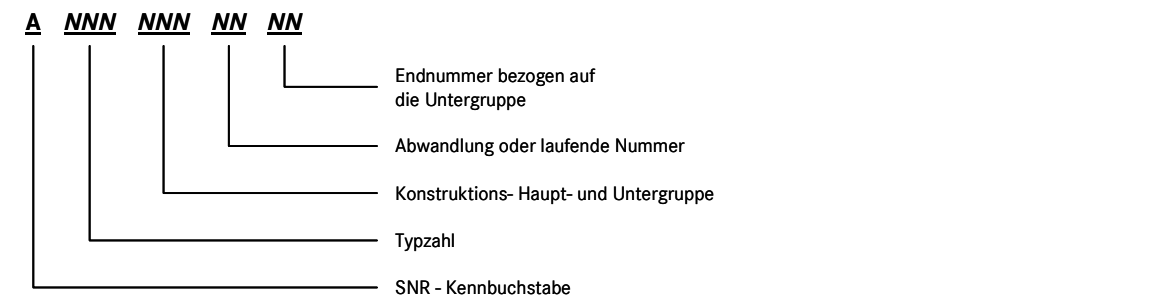 A NNN NNN NN NN
Endnummer bezogen auf
die Untergruppe
Abwandlung oder laufende Nummer
Konstruktions- Haupt- und Untergruppe
Typzahl
SNR - Kennbuchstabe